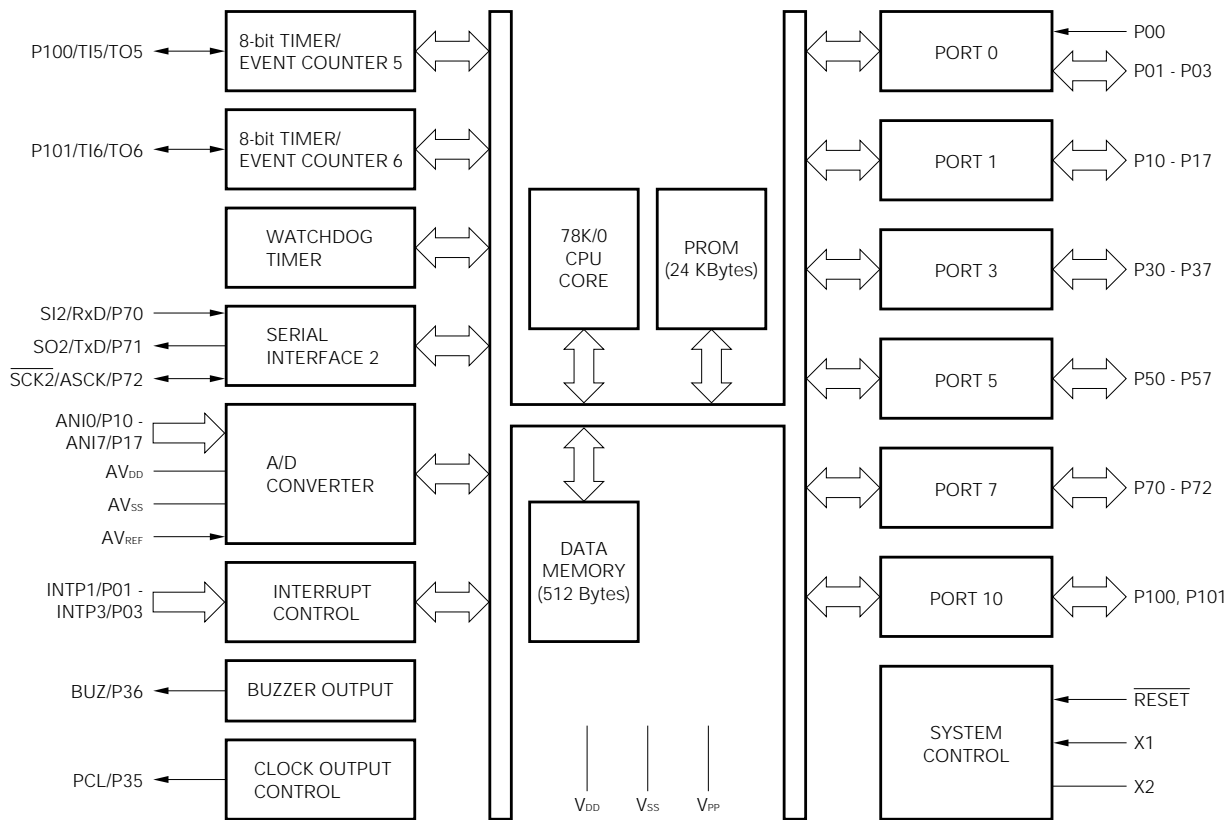 P100/TI5/TO5
8-bit TIMER/
EVENT COUNTER 5
P101/TI6/TO6
8-bit TIMER/
EVENT COUNTER 6
WATCHDOG
TIMER
SI2/RxD/P70
SO2/TxD/P71
SCK2/ASCK/P72
SERIAL
INTERFACE 2
ANI0/P10 -
ANI7/P17
AVDD
AVSS
AVREF
A/D
CONVERTER
INTP1/P01 -
INTP3/P03
INTERRUPT
CONTROL
BUZ/P36
BUZZER OUTPUT
PCL/P35
CLOCK OUTPUT
CONTROL
78K/0
CPU
CORE
PROM
(24 KBytes)
DATA
MEMORY
(512 Bytes)
VDD
VSS
VPP
PORT 0
P00
P01 - P03
PORT 1
P10 - P17
PORT 3
P30 - P37
PORT 5
P50 - P57
PORT 7
P70 - P72
PORT 10
P100, P101
SYSTEM
CONTROL
RESET
X1
X2